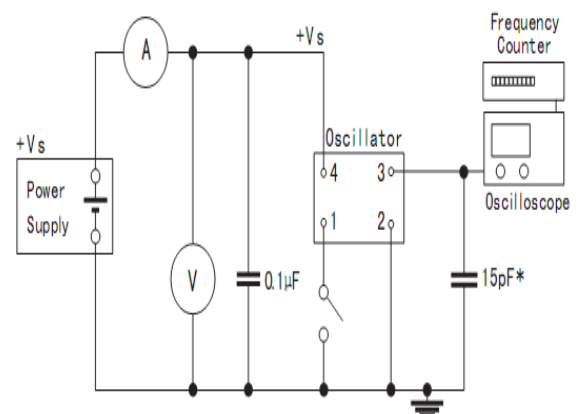 Frequency
Counter
+Vs
A
Oscillator
+Vs
Power
Supply
4 3
1 2
Oscilloscope
V
0.1μF
15pF*